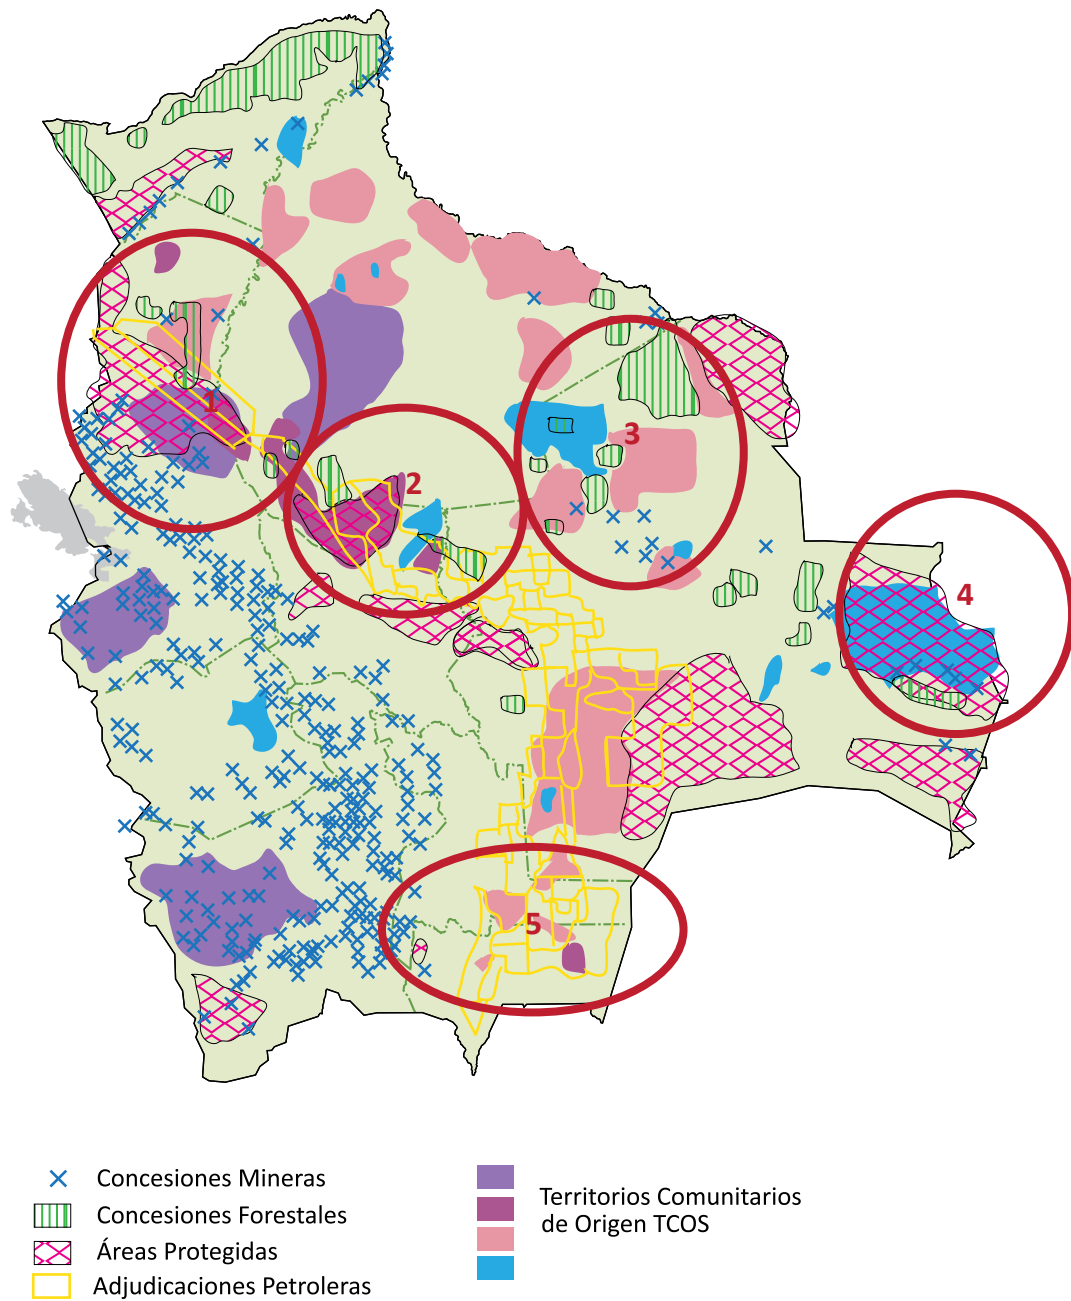 1
2
3
4
5
Concesiones Mineras
Concesiones Forestales
Áreas Protegidas
Adjudicaciones Petroleras
Territorios Comunitarios
de Origen TCOS